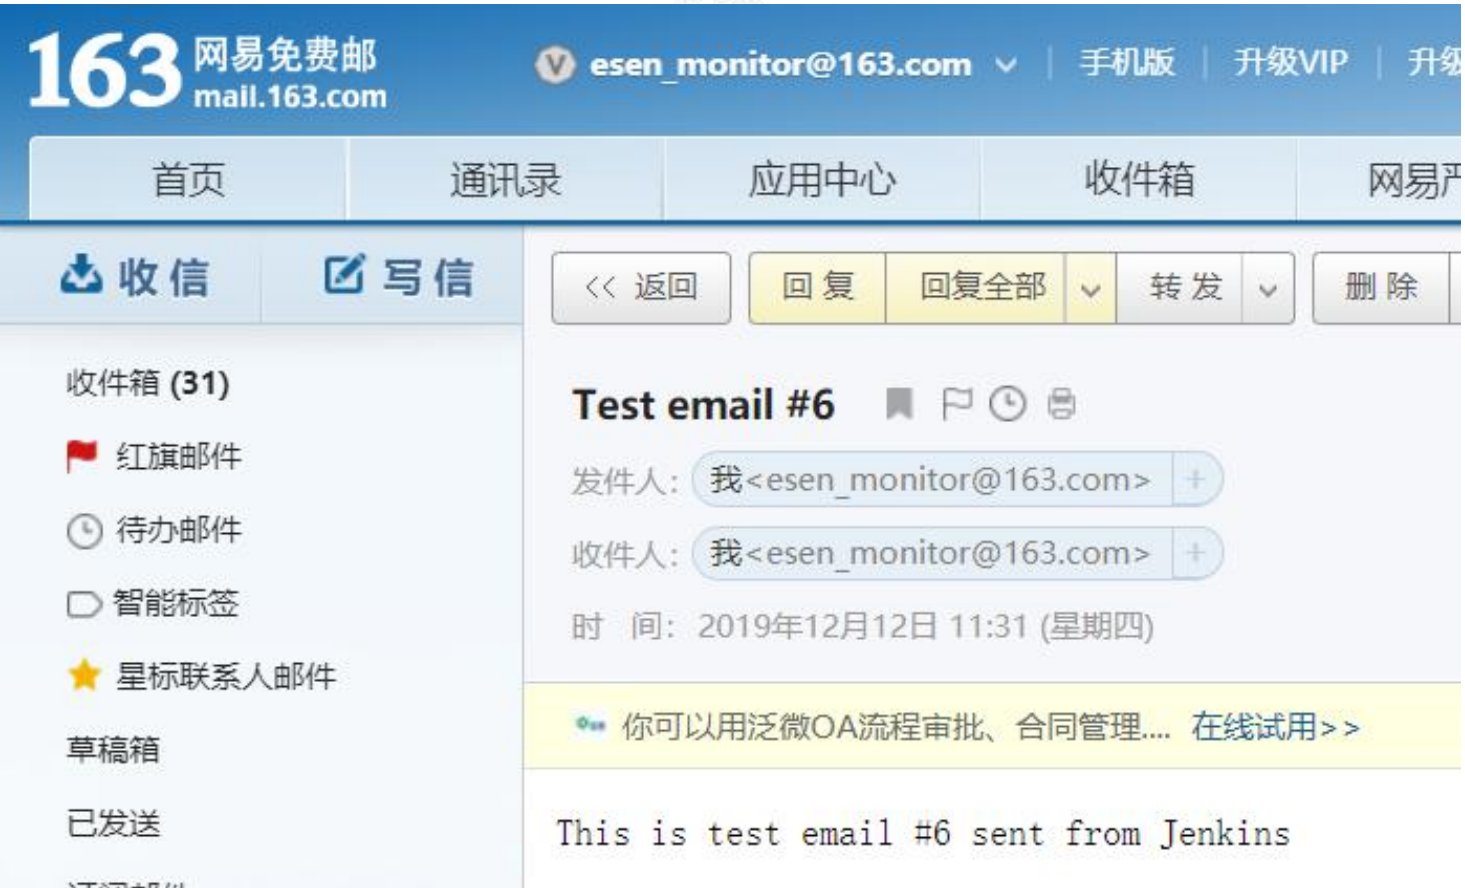 163 网易免费邮
mail.163.com
esen_monitor@163.com
手机版
升级VIP
首页
通讯录
应用中心
收件箱
网易严
收信
写信
<< 返回
回复
回复全部
转发
删除
收件箱 (31)
红旗邮件
待办邮件
智能标签
星标联系人邮件
草稿箱
已发送
Test email #6
发件人: 我<esen_monitor@163.com> +
收件人: 我<esen_monitor@163.com> +
时 间: 2019年12月12日 11:31 (星期四)
你可以用泛微OA流程审批、合同管理.... 在线试用>>
This is test email #6 sent from Jenkins